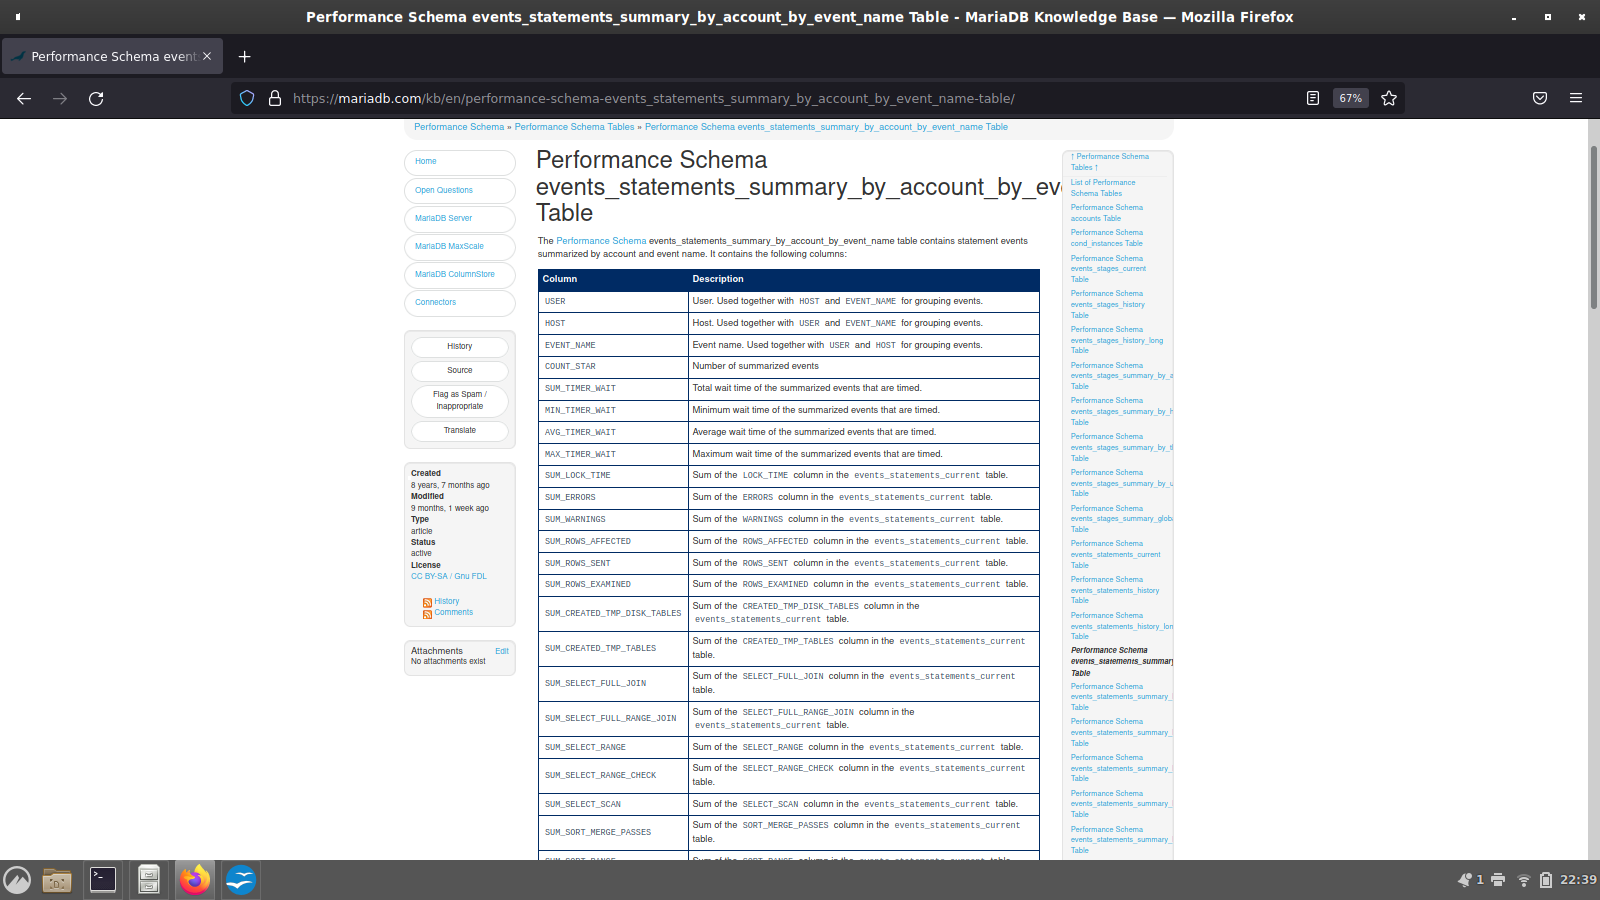 Performance Schema events_statements_summary_by_account_by_event_name Table - MariaDB Knowledge Base — Mozilla Firefox
Performance Schema event
https://mariadb.com/kb/en/performance-schema-events_statements_summary_by_account_by_event_name-table/
67%
Performance Schema » Performance Schema Tables » Performance Schema events_statements_summary_by_account_by_event_name Table
Home
Open Questions
MariaDB Server
MariaDB MaxScale
MariaDB ColumnStore
Connectors
History
Source
Flag as Spam /
Inappropriate
Translate
Created
8 years, 7 months ago
Modified
9 months, 1 week ago
Type
article
Status
active
License
CC BY-SA / Gnu FDL
History
Comments
Attachments Edit
No attachments exist
Performance Schema
events_statements_summary_by_account_by_eve
Table
The Performance Schema events_statements_summary_by_account_by_event_name table contains statement events
summarized by account and event name. It contains the following columns:
Column Description
USER User. Used together with HOST and EVENT_NAME for grouping events.
HOST Host. Used together with USER and EVENT_NAME for grouping events.
EVENT_NAME Event name. Used together with USER and HOST for grouping events.
COUNT_STAR Number of summarized events
SUM_TIMER_WAIT Total wait time of the summarized events that are timed.
MIN_TIMER_WAIT Minimum wait time of the summarized events that are timed.
AVG_TIMER_WAIT Average wait time of the summarized events that are timed.
MAX_TIMER_WAIT Maximum wait time of the summarized events that are timed.
SUM_LOCK_TIME Sum of the LOCK_TIME column in the events_statements_current table.
SUM_ERRORS Sum of the ERRORS column in the events_statements_current table.
SUM_WARNINGS Sum of the WARNINGS column in the events_statements_current table.
SUM_ROWS_AFFECTED Sum of the ROWS_AFFECTED column in the events_statements_current table.
SUM_ROWS_SENT Sum of the ROWS_SENT column in the events_statements_current table.
SUM_ROWS_EXAMINED Sum of the ROWS_EXAMINED column in the events_statements_current table.
SUM_CREATED_TMP_DISK_TABLES Sum of the CREATED_TMP_DISK_TABLES column in the
events_statements_current table.
SUM_CREATED_TMP_TABLES Sum of the CREATED_TMP_TABLES column in the events_statements_current
table.
SUM_SELECT_FULL_JOIN Sum of the SELECT_FULL_JOIN column in the events_statements_current
table.
SUM_SELECT_FULL_RANGE_JOIN Sum of the SELECT_FULL_RANGE_JOIN column in the
events_statements_current table.
SUM_SELECT_RANGE Sum of the SELECT_RANGE column in the events_statements_current table.
SUM_SELECT_RANGE_CHECK Sum of the SELECT_RANGE_CHECK column in the events_statements_current
table.
SUM_SELECT_SCAN Sum of the SELECT_SCAN column in the events_statements_current table.
SUM_SORT_MERGE_PASSES Sum of the SORT_MERGE_PASSES column in the events_statements_current
table.
SUM_SORT_RANGE Sum of the SORT_RANGE column in the events_statements_current table.
↑ Performance Schema
Tables ↑
List of Performance
Schema Tables
Performance Schema
accounts Table
Performance Schema
cond_instances Table
Performance Schema
events_stages_current
Table
Performance Schema
events_stages_history
Table
Performance Schema
events_stages_history_long
Table
Performance Schema
events_stages_summary_by_a
Table
Performance Schema
events_stages_summary_by_h
Table
Performance Schema
events_stages_summary_by_t
Table
Performance Schema
events_stages_summary_by_u
Table
Performance Schema
events_stages_summary_globa
Table
Performance Schema
events_statements_current
Table
Performance Schema
events_statements_history
Table
Performance Schema
events_statements_history_lon
Table
Performance Schema
events_statements_summary
Table
Performance Schema
events_statements_summary_
Table
Performance Schema
events_statements_summary_
Table
Performance Schema
events_statements_summary_
Table
Performance Schema
events_statements_summary_
Table
Performance Schema
events_statements_summary_
Table
1
22:39